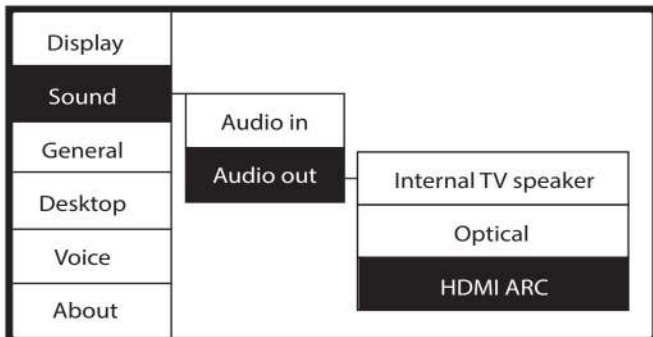 Display
Sound
General
Desktop
Voice
About
Audio in
Audio out
Internal TV speaker
Optical
HDMI ARC